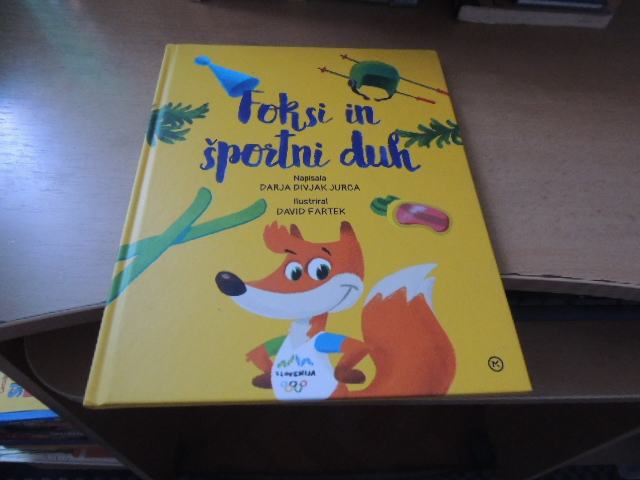 Foksi in
športni duh
Napisala
DARJA DIVJAK JURCA
Ilustriral
DAVID FARTEK
SLOVENIJA